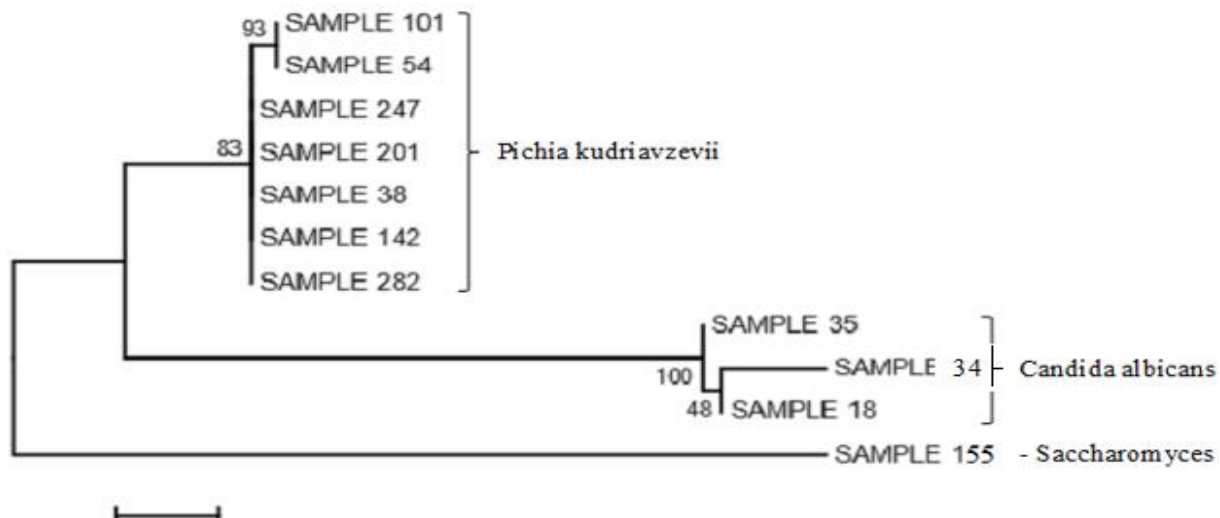 93
SAMPLE 101
SAMPLE 54
SAMPLE 247
83
SAMPLE 201
Pichia kudriavzevii
SAMPLE 38
SAMPLE 142
SAMPLE 282
SAMPLE 35
100
SAMPLE 34
Candida albicans
48
SAMPLE 18
SAMPLE 155 - Saccharomyces